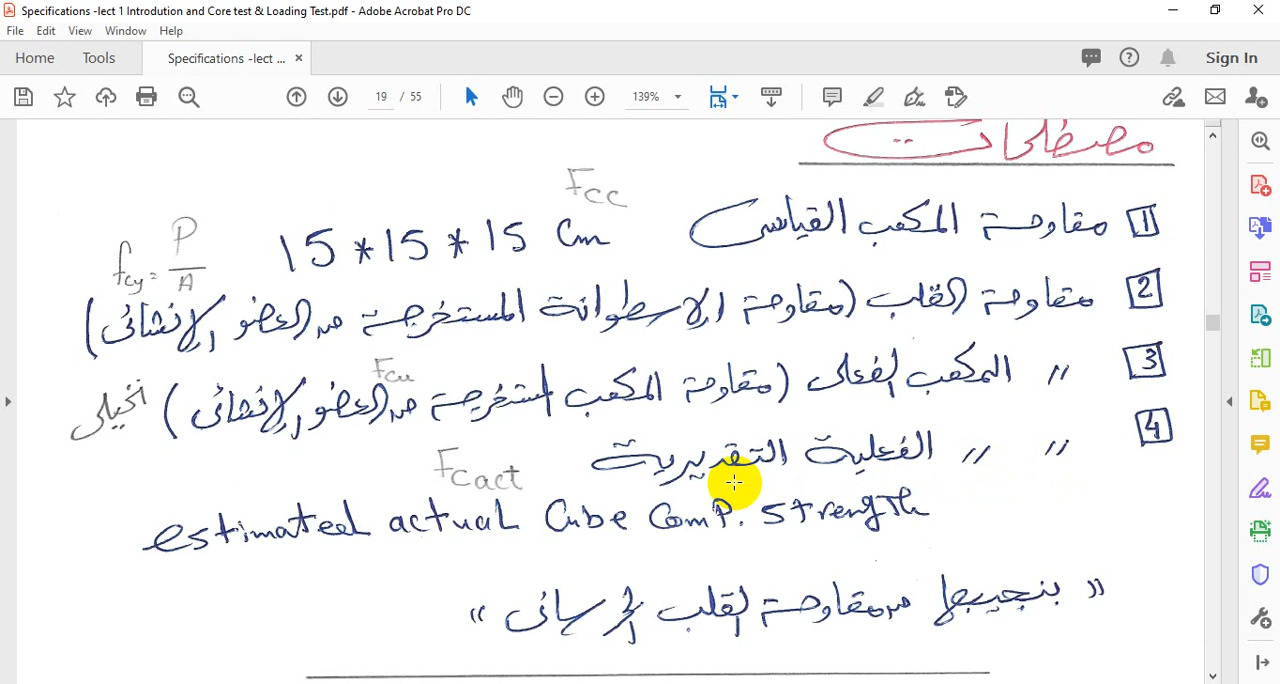 Specifications -lect 1 Introdution and Core test & Loading Test.pdf - Adobe Acrobat Pro DC
File Edit View Window Help
Home Tools Specifications -lect ... × Sign In
19 / 55 139%
مصطلحات
Fcc
1 مقاومة المكعب القياسى 15*15*15 Cm
fcy = P/A
2 مقاومة القلب (مقاومة الاسطوانة المستخرجة من العضو الإنشائى)
Fcu
3 〃 المكعب الفعلى (مقاومة المكعب المستخرجة من العضو الإنشائى)
4 〃 〃 الفعلية التقديرية
Fcact
estimated actual Cube Comp. strength
"بنجيبها من مقاومة القلب الخرسانى"